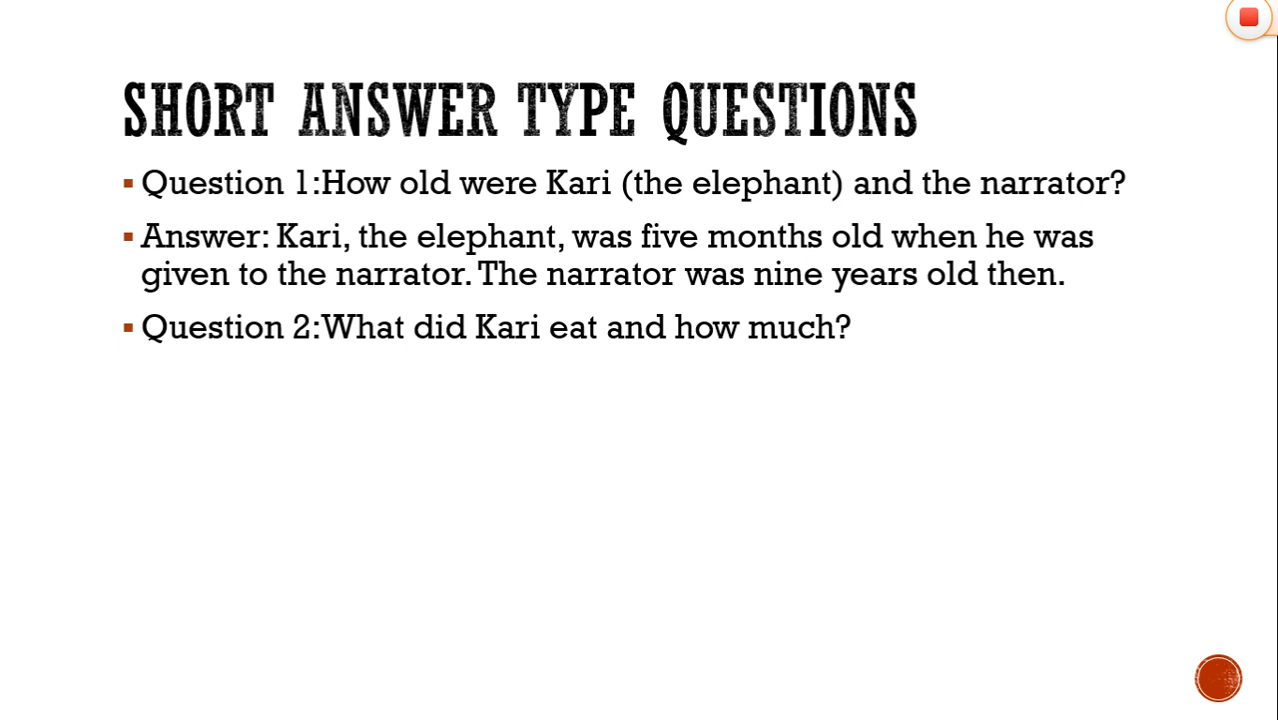 SHORT ANSWER TYPE QUESTIONS
▪ Question 1:How old were Kari (the elephant) and the narrator?
▪ Answer: Kari, the elephant, was five months old when he was
given to the narrator. The narrator was nine years old then.
▪ Question 2:What did Kari eat and how much?